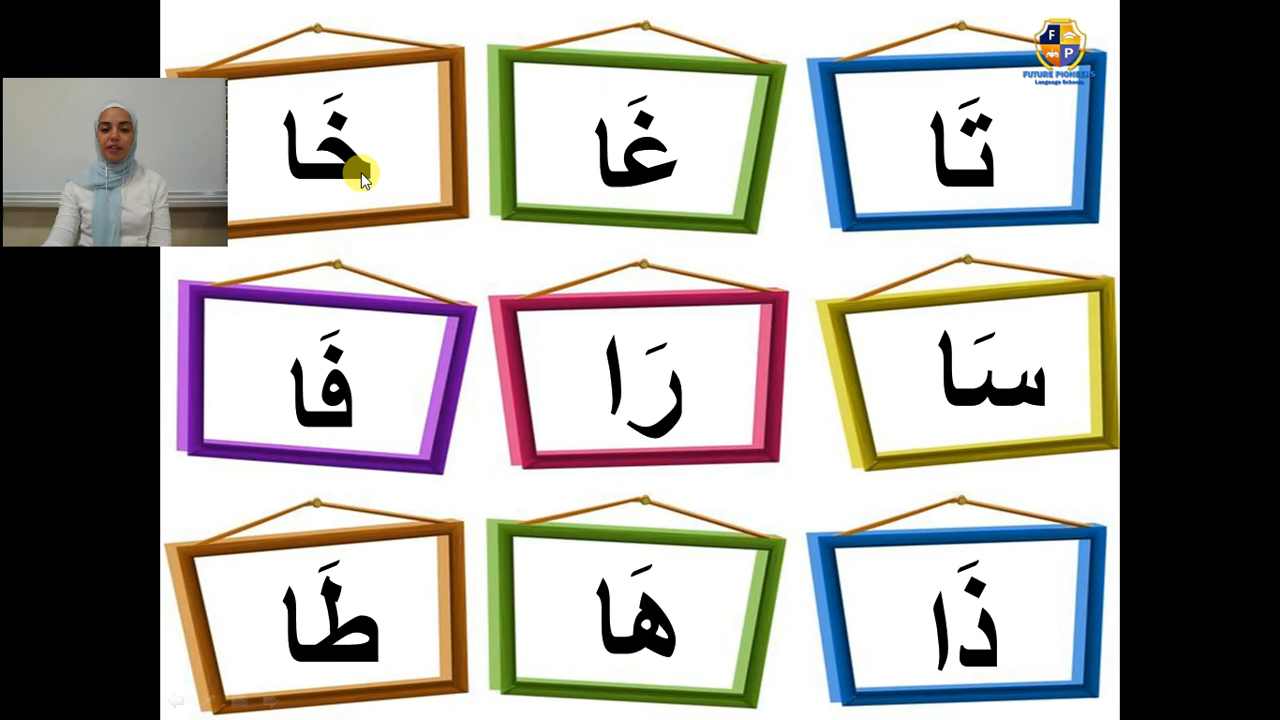 F
P
FUTURE PIONEERS
Language Schools
تَا
غَا
خَا
سَا
رَا
فَا
ذَا
هَا
ظَا